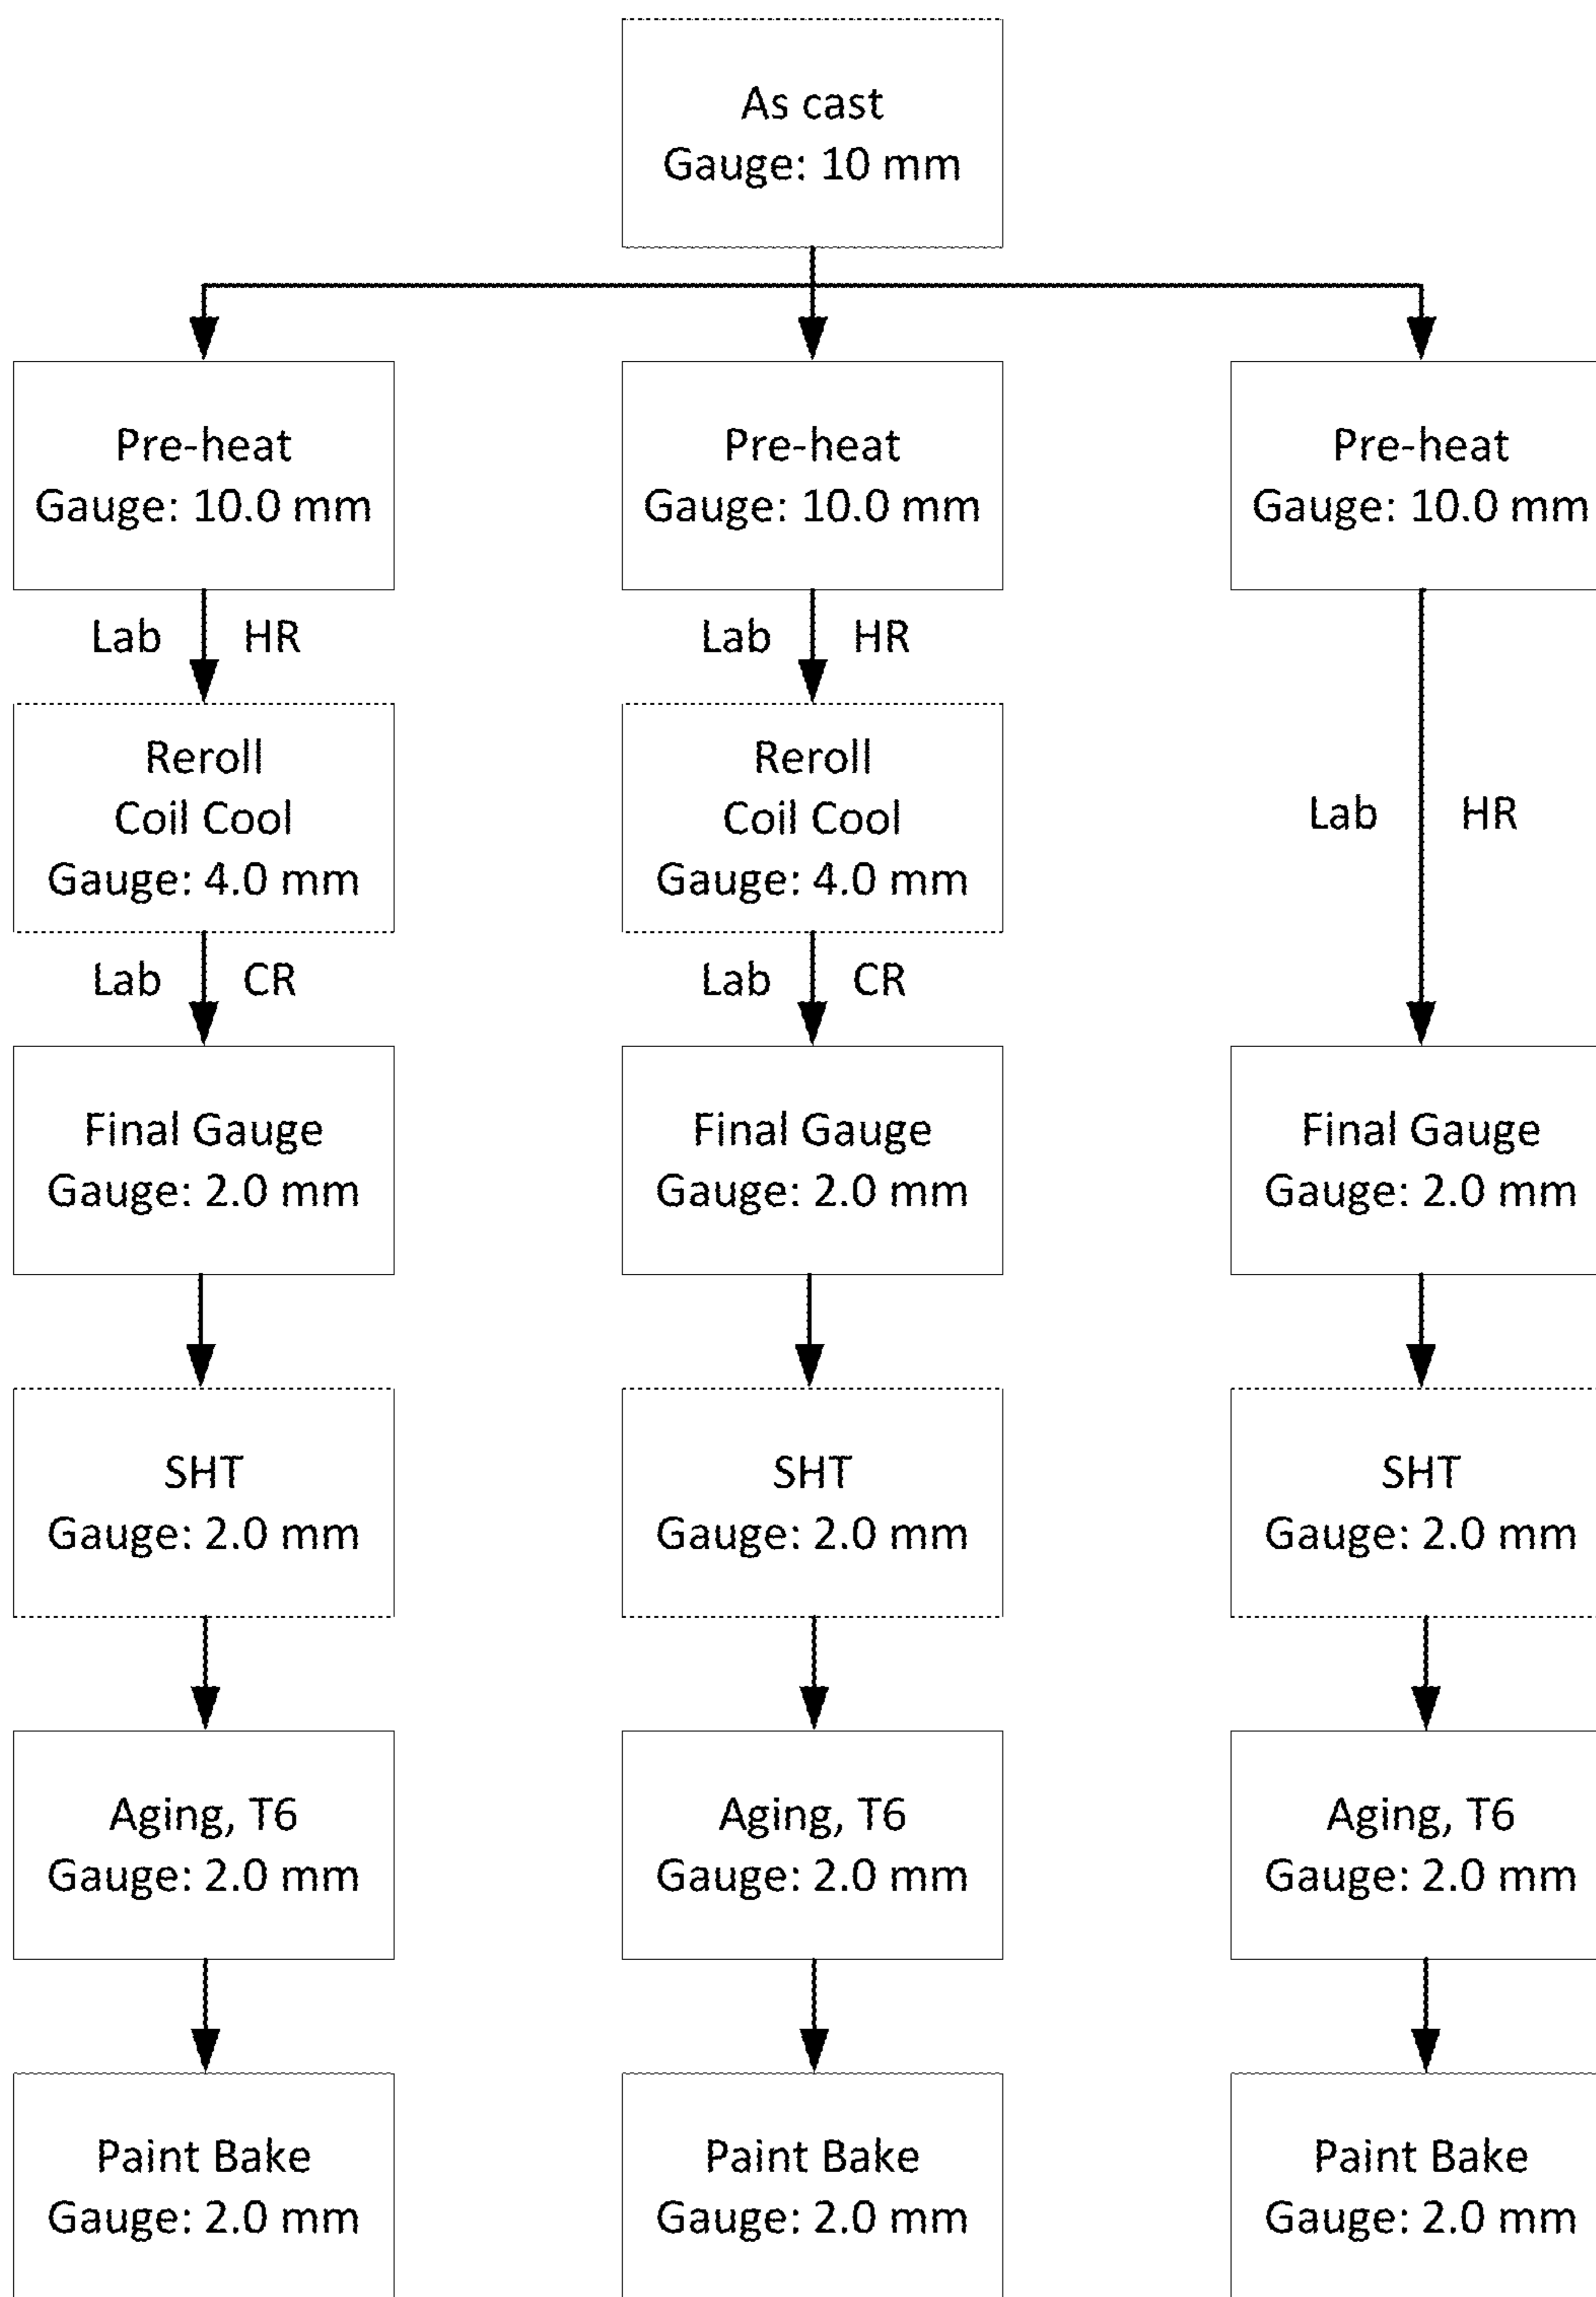 As cast
Gauge: 10 mm
Pre-heat
Gauge: 10.0 mm
Pre-heat
Gauge: 10.0 mm
Pre-heat
Gauge: 10.0 mm
Lab HR
Lab HR
Lab HR
Reroll
Coil Cool
Gauge: 4.0 mm
Reroll
Coil Cool
Gauge: 4.0 mm
Lab CR
Lab CR
Final Gauge
Gauge: 2.0 mm
Final Gauge
Gauge: 2.0 mm
Final Gauge
Gauge: 2.0 mm
SHT
Gauge: 2.0 mm
SHT
Gauge: 2.0 mm
SHT
Gauge: 2.0 mm
Aging, T6
Gauge: 2.0 mm
Aging, T6
Gauge: 2.0 mm
Aging, T6
Gauge: 2.0 mm
Paint Bake
Gauge: 2.0 mm
Paint Bake
Gauge: 2.0 mm
Paint Bake
Gauge: 2.0 mm